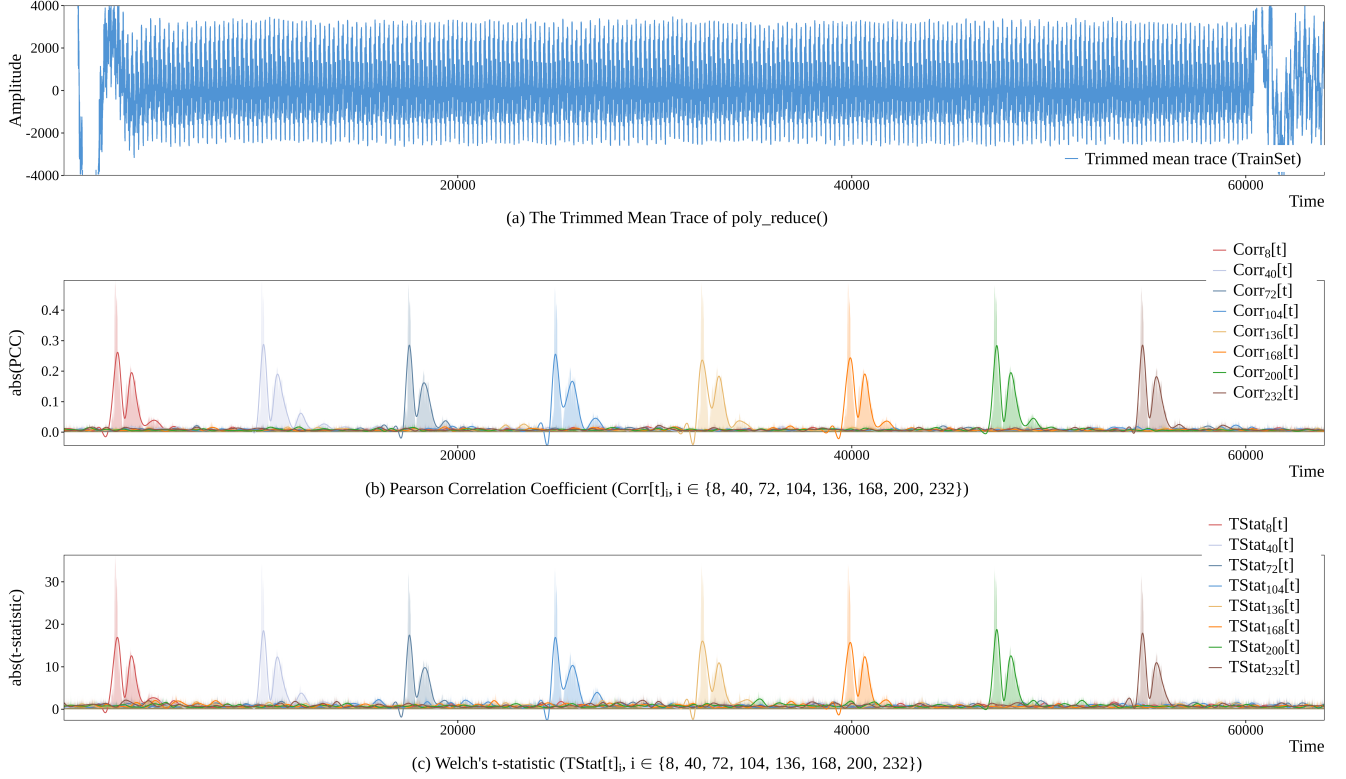 4000
2000
0
-2000
-4000
Amplitude
Trimmed mean trace (TrainSet)
20000 40000 60000
Time
(a) The Trimmed Mean Trace of poly_reduce()
Corr8[t]
Corr40[t]
Corr72[t]
Corr104[t]
Corr136[t]
Corr168[t]
Corr200[t]
Corr232[t]
0.4
0.3
0.2
0.1
0.0
abs(PCC)
20000 40000 60000
Time
(b) Pearson Correlation Coefficient (Corr[t]i, i ∈ {8, 40, 72, 104, 136, 168, 200, 232})
TStat8[t]
TStat40[t]
TStat72[t]
TStat104[t]
TStat136[t]
TStat168[t]
TStat200[t]
TStat232[t]
30
20
10
0
abs(t-statistic)
20000 40000 60000
Time
(c) Welch's t-statistic (TStat[t]i, i ∈ {8, 40, 72, 104, 136, 168, 200, 232})